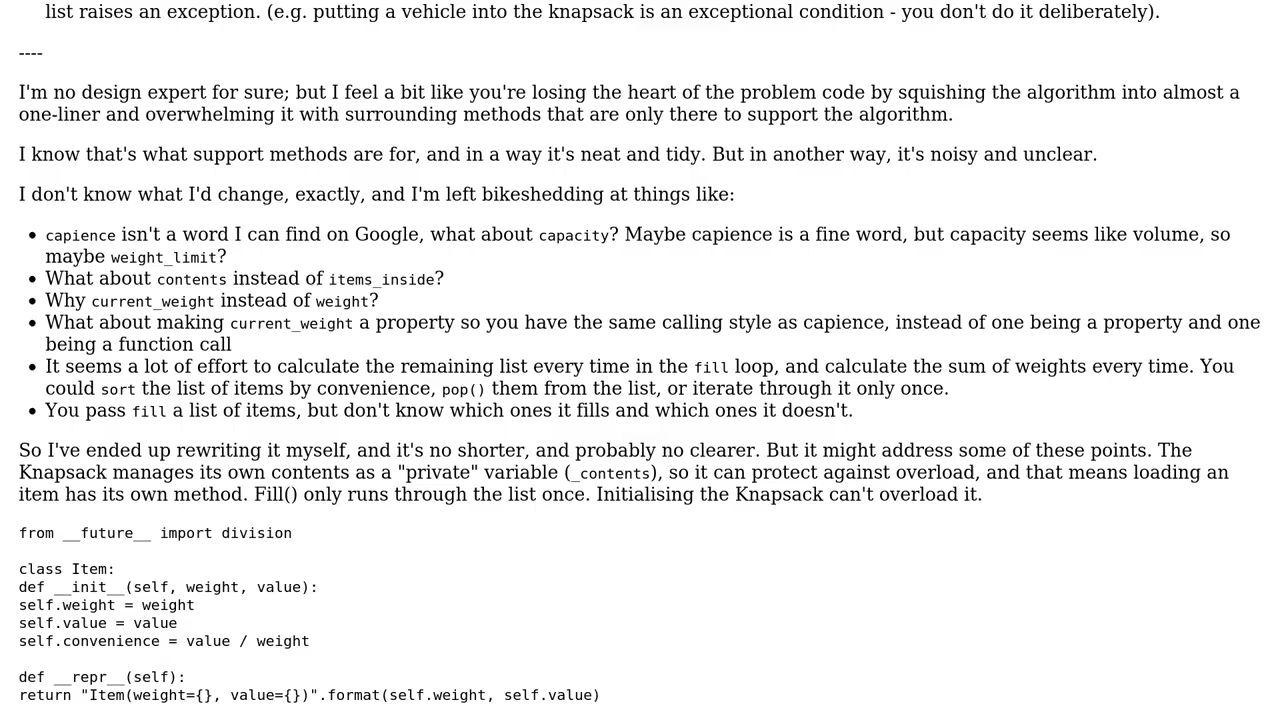 list raises an exception. (e.g. putting a vehicle into the knapsack is an exceptional condition - you don't do it deliberately).
----
I'm no design expert for sure; but I feel a bit like you're losing the heart of the problem code by squishing the algorithm into almost a
one-liner and overwhelming it with surrounding methods that are only there to support the algorithm.
I know that's what support methods are for, and in a way it's neat and tidy. But in another way, it's noisy and unclear.
I don't know what I'd change, exactly, and I'm left bikeshedding at things like:
• capience isn't a word I can find on Google, what about capacity? Maybe capience is a fine word, but capacity seems like volume, so
maybe weight_limit?
• What about contents instead of items_inside?
• Why current_weight instead of weight?
• What about making current_weight a property so you have the same calling style as capience, instead of one being a property and one
being a function call
• It seems a lot of effort to calculate the remaining list every time in the fill loop, and calculate the sum of weights every time. You
could sort the list of items by convenience, pop() them from the list, or iterate through it only once.
• You pass fill a list of items, but don't know which ones it fills and which ones it doesn't.
So I've ended up rewriting it myself, and it's no shorter, and probably no clearer. But it might address some of these points. The
Knapsack manages its own contents as a "private" variable (_contents), so it can protect against overload, and that means loading an
item has its own method. Fill() only runs through the list once. Initialising the Knapsack can't overload it.
from __future__ import division
class Item:
def __init__(self, weight, value):
self.weight = weight
self.value = value
self.convenience = value / weight
def __repr__(self):
return "Item(weight={}, value={})".format(self.weight, self.value)